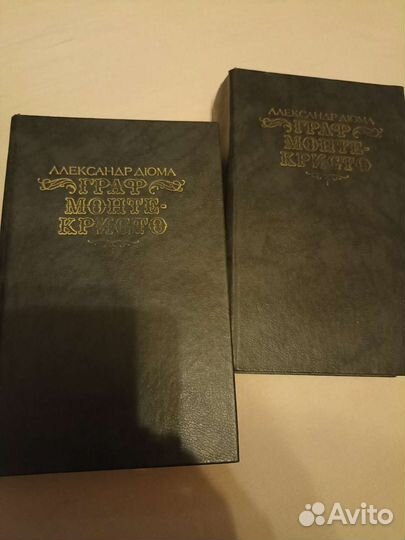 АЛЕКСАНДР ДЮМА
ГРАФ
МОНТЕ-
КРИСТО
АЛЕКСАНДР ДЮМА
ГРАФ
МОНТЕ-
КРИСТО
Avito